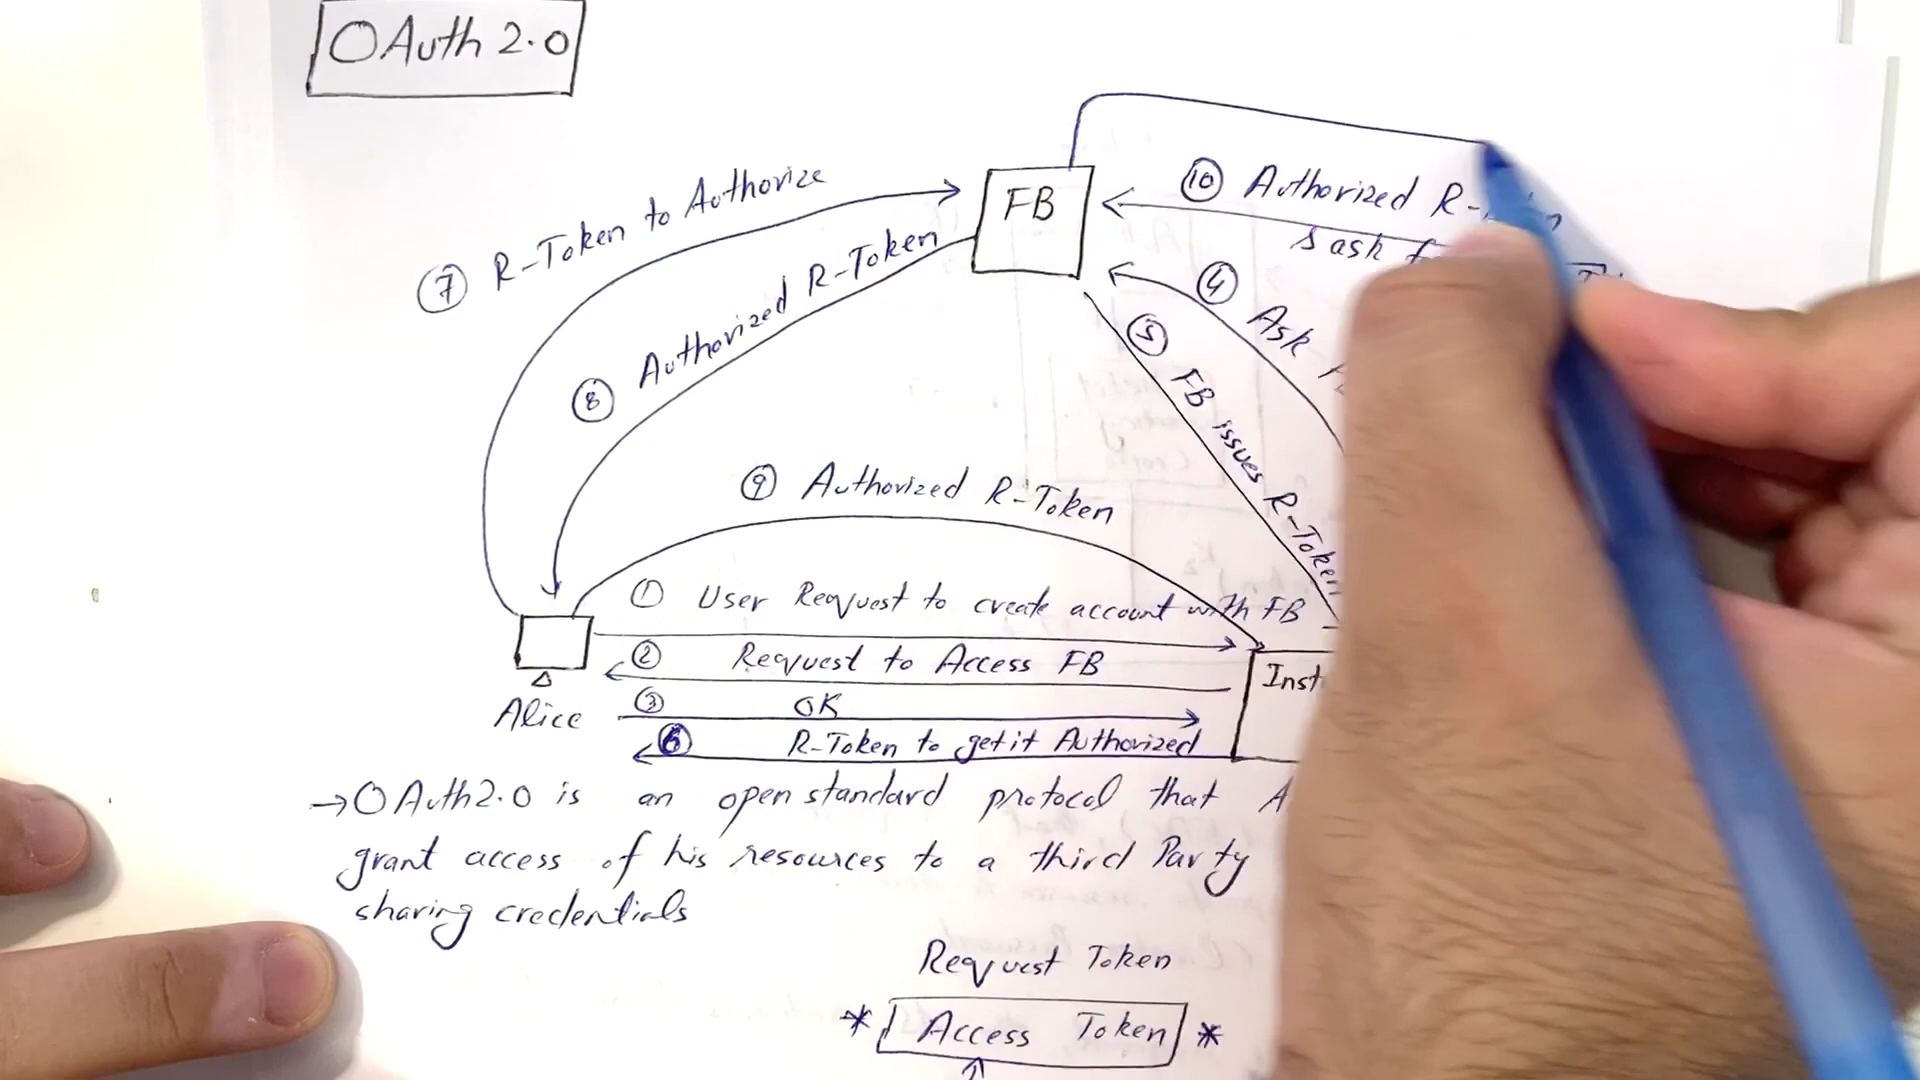 OAuth 2.0
FB
⑩ Authorized R-
& ask
④ Ask
⑤ FB issues R-Token
⑦ R-Token to Authorize
⑧ Authorized R-Token
⑨ Authorized R-Token
① User Request to create account with FB
② Request to Access FB
③ OK
⑥ R-Token to get it Authorized
Alice
Inst
→ OAuth2.0 is an open standard protocol that
grant access of his resources to a third Party
sharing credentials
Request Token
* Access Token *